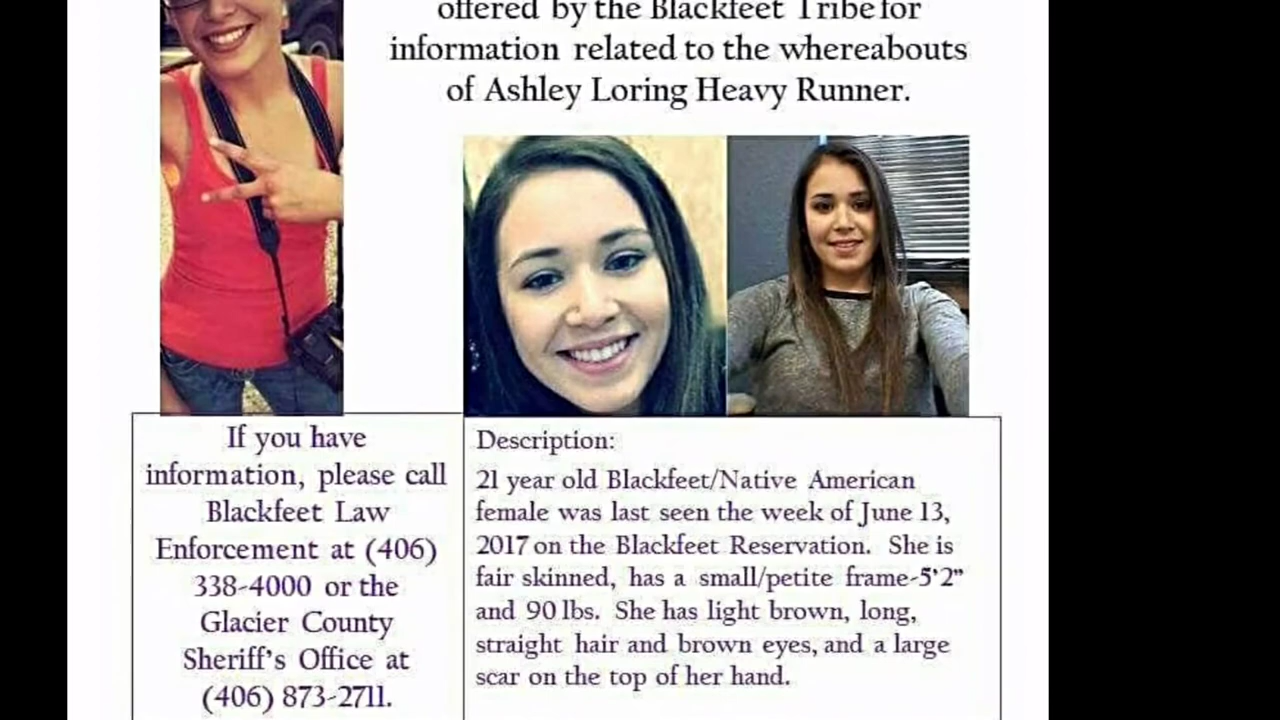 offered by the Blackfeet Tribe for
information related to the whereabouts
of Ashley Loring Heavy Runner.
If you have
information, please call
Blackfeet Law
Enforcement at (406)
338-4000 or the
Glacier County
Sheriff's Office at
(406) 873-2711.
Description:
21 year old Blackfeet/Native American
female was last seen the week of June 13,
2017 on the Blackfeet Reservation. She is
fair skinned, has a small/petite frame-5'2”
and 90 lbs. She has light brown, long,
straight hair and brown eyes, and a large
scar on the top of her hand.